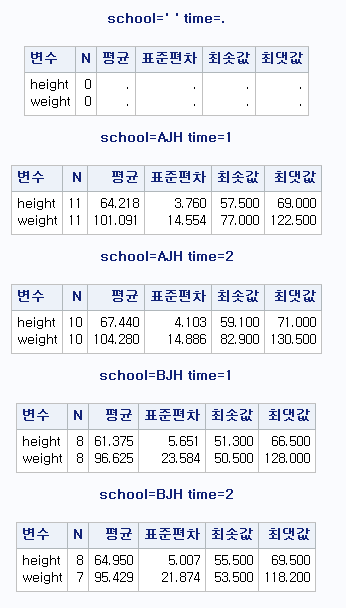 school=' ' time=.
변수 N 평균 표준편차 최솟값 최댓값
height 0 . . . .
weight 0 . . . .
school=AJH time=1
변수 N 평균 표준편차 최솟값 최댓값
height 11 64.218 3.760 57.500 69.000
weight 11 101.091 14.554 77.000 122.500
school=AJH time=2
변수 N 평균 표준편차 최솟값 최댓값
height 10 67.440 4.103 59.100 71.000
weight 10 104.280 14.886 82.900 130.500
school=BJH time=1
변수 N 평균 표준편차 최솟값 최댓값
height 8 61.375 5.651 51.300 66.500
weight 8 96.625 23.584 50.500 128.000
school=BJH time=2
변수 N 평균 표준편차 최솟값 최댓값
height 8 64.950 5.007 55.500 69.500
weight 7 95.429 21.874 53.500 118.200